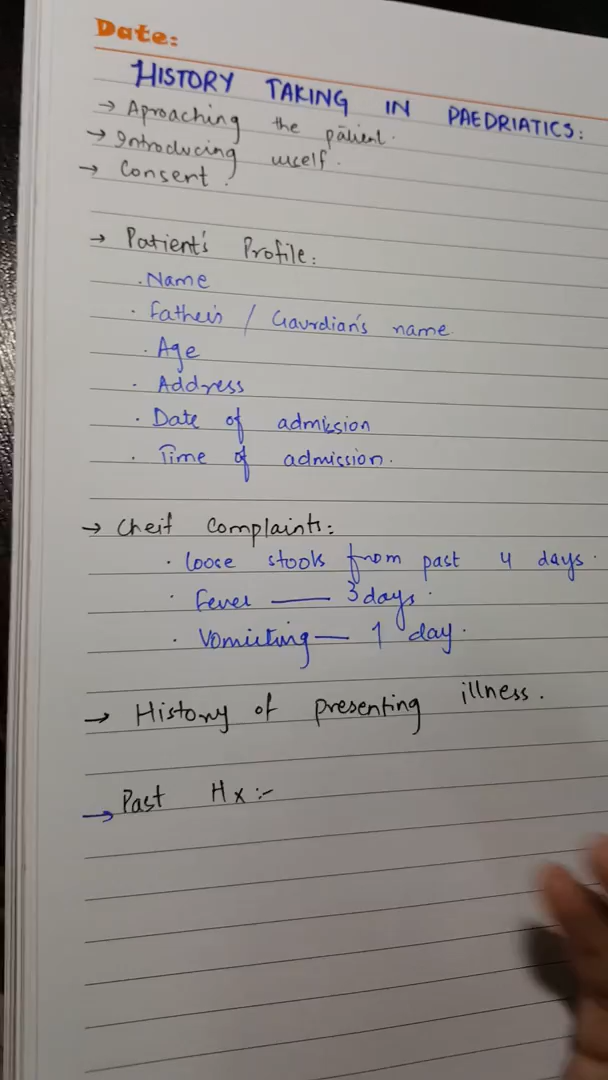 Date:
HISTORY TAKING IN PAEDRIATICS:
→ Aproaching the patient.
→ Introducing urself.
→ Consent.
→ Patient's Profile:
. Name
. Father's / Gaurdian's name
. Age
. Address
. Date of admission
. Time of admission.
→ Cheif Complaints:
. loose stools from past 4 days.
. Fever — 3 days.
. Vomiting — 1 day.
→ History of presenting illness.
→ Past Hx:-